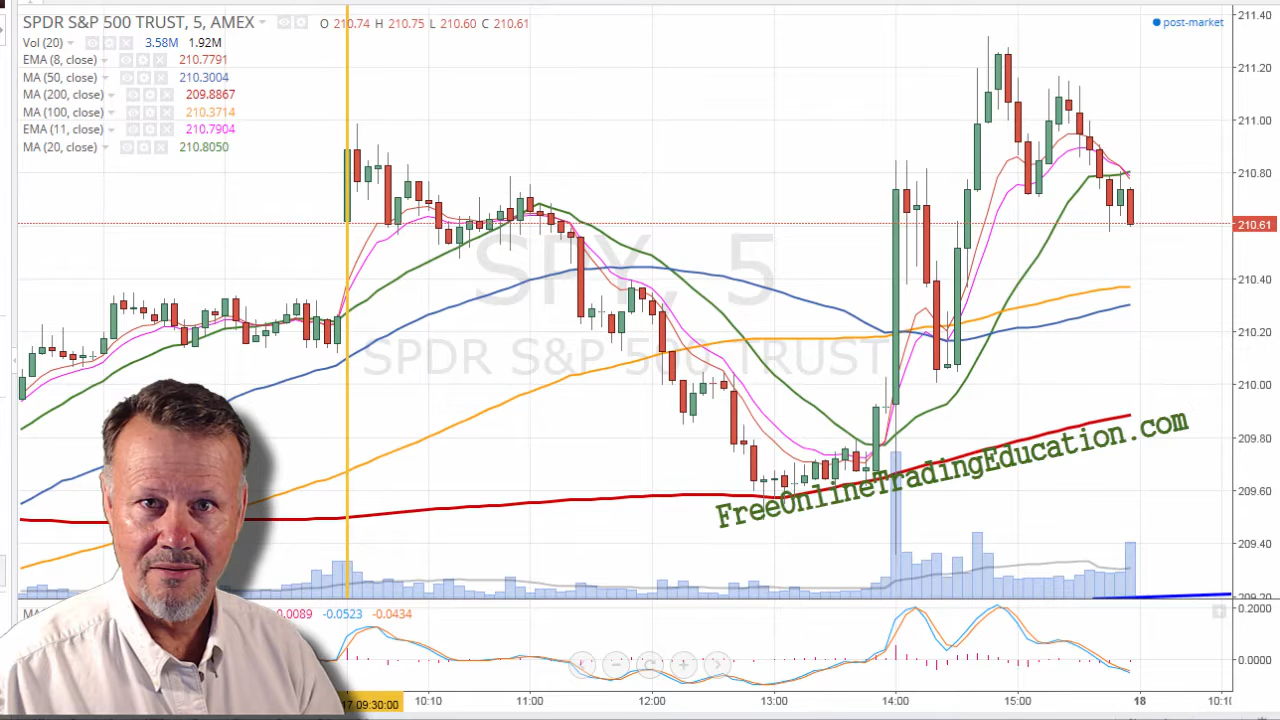 SPDR S&P 500 TRUST, 5, AMEX O 210.74 H 210.75 L 210.60 C 210.61
Vol (20) 3.58M 1.92M
EMA (8, close) 210.7791
MA (50, close) 210.3004
MA (200, close) 209.8867
MA (100, close) 210.3714
EMA (11, close) 210.7904
MA (20, close) 210.8050
post-market
211.40
211.20
211.00
210.80
210.61
210.40
210.20
210.00
209.80
209.60
209.40
209.20
SPY, 5
SPDR S&P 500 TRUST
FreeOnlineTradingEducation.com
-0.0523 -0.0434
0.2000
0.0000
17 09:30:00 10:10 11:00 12:00 13:00 14:00 15:00 18 10:10